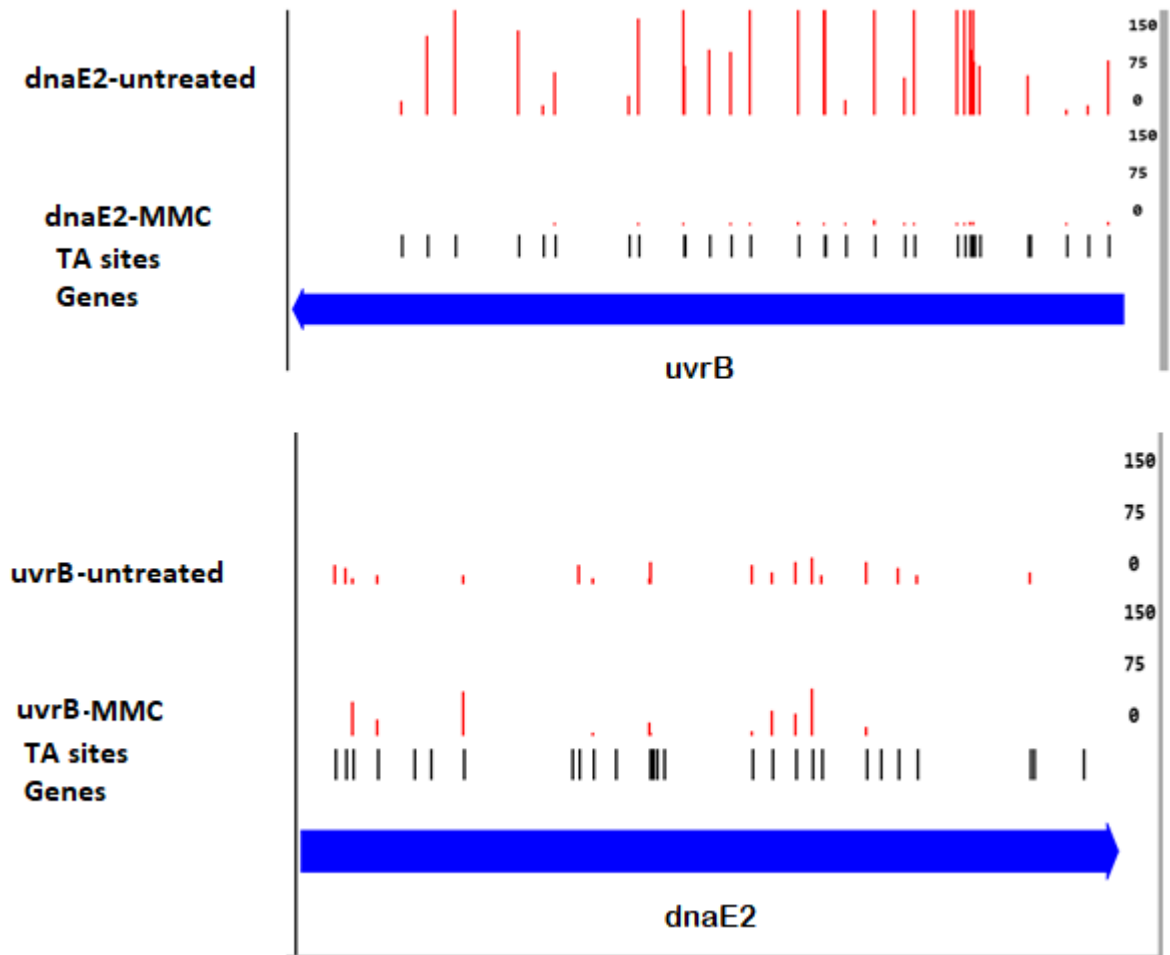 150
dnaE2-untreated
75
0
150
75
dnaE2-MMC
0
TA sites
Genes
uvrB
150
75
uvrB-untreated
0
150
75
uvrB-MMC
0
TA sites
Genes
dnaE2